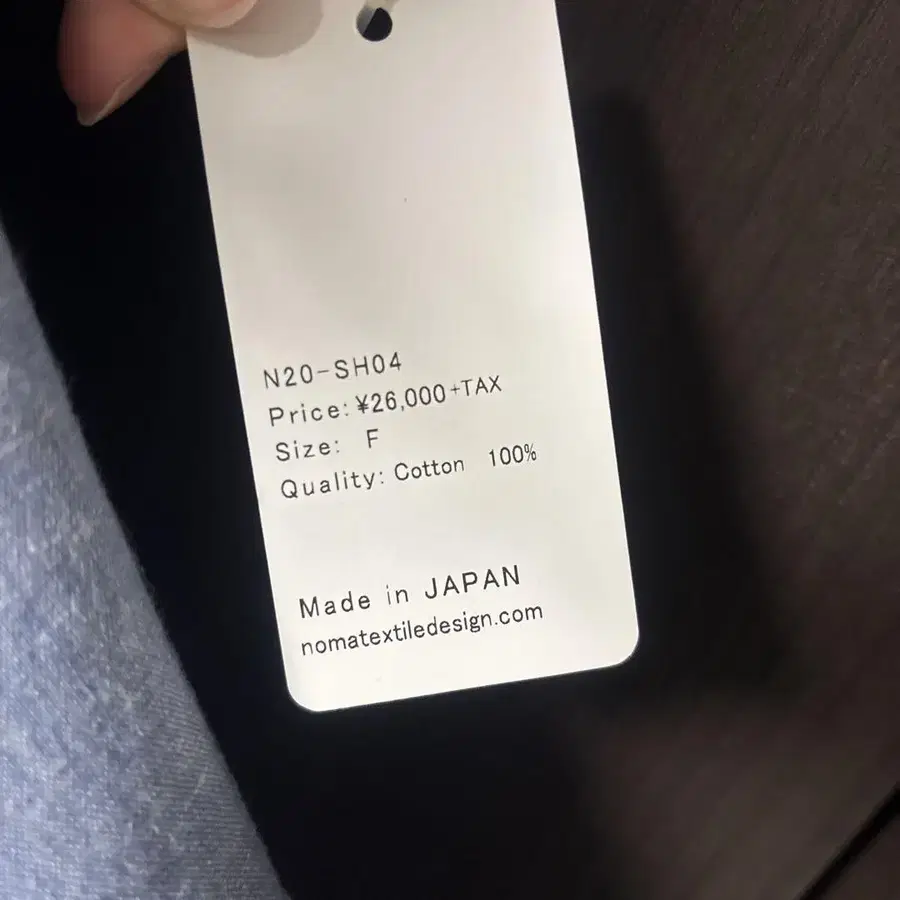 N20-SH04
Price: ¥26,000+TAX
Size: F
Quality: Cotton 100%
Made in JAPAN
nomatextiledesign.com